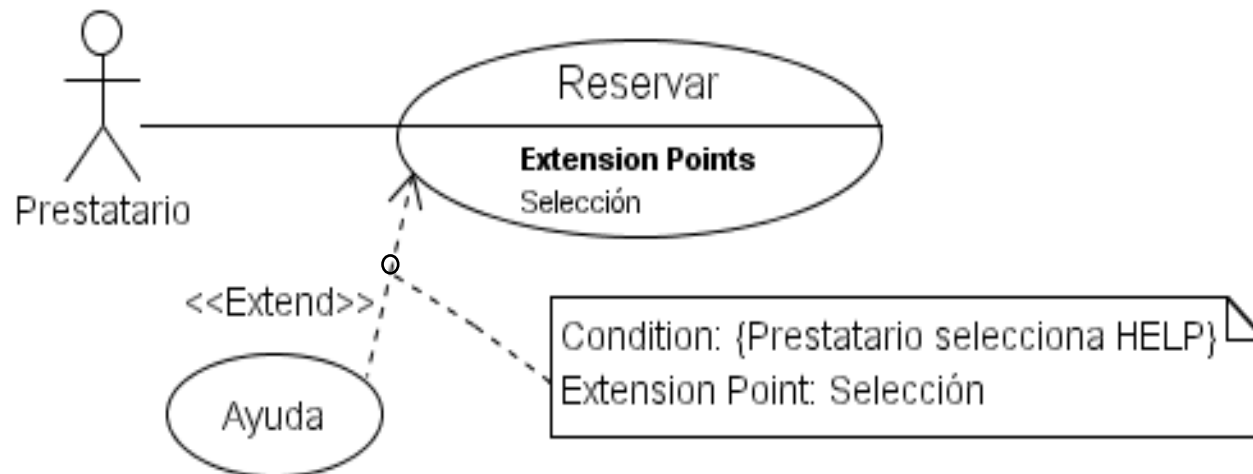 Reservar
Extension Points
Selección
Prestatario
<<Extend>>
Condition: {Prestatario selecciona HELP}
Extension Point: Selección
Ayuda